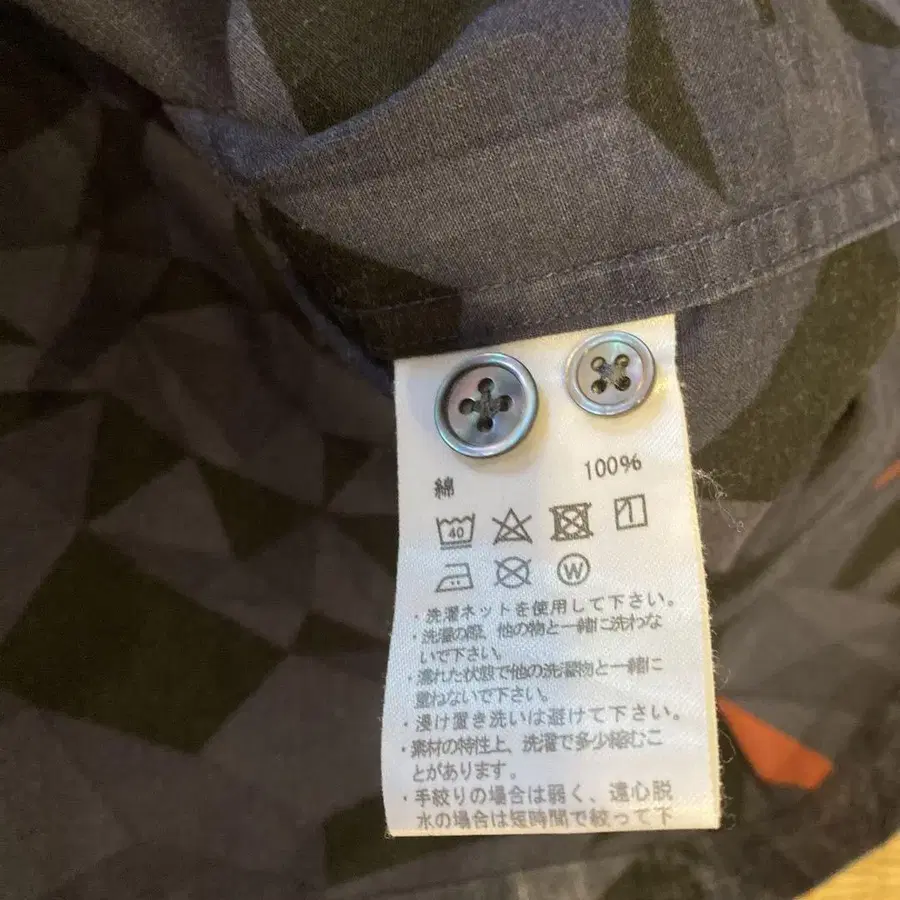 綿 100%
40
W
・洗濯ネットを使用して下さい。
・洗濯の際、他の物と一緒に洗わな
いで下さい。
・濡れた状態で他の洗濯物と一緒に
重ねないで下さい。
・浸け置き洗いは避けて下さい。
・素材の特性上、洗濯で多少縮むこ
とがあります。
・手絞りの場合は弱く、遠心脱
水の場合は短時間で絞って下